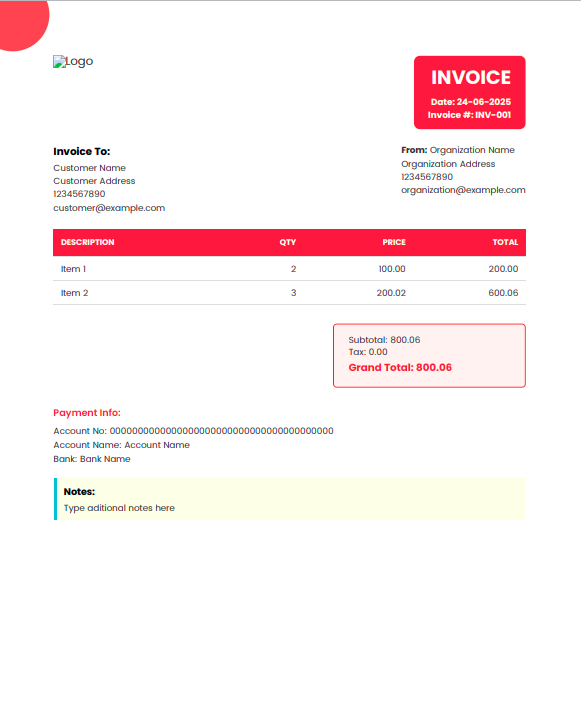 Logo
INVOICE
Date: 24-06-2025
Invoice #: INV-001
Invoice To:
Customer Name
Customer Address
1234567890
customer@example.com
From: Organization Name
Organization Address
1234567890
organization@example.com
DESCRIPTION QTY PRICE TOTAL
Item 1 2 100.00 200.00
Item 2 3 200.02 600.06
Subtotal: 800.06
Tax: 0.00
Grand Total: 800.06
Payment Info:
Account No: 0000000000000000000000000000000000000000
Account Name: Account Name
Bank: Bank Name
Notes:
Type aditional notes here